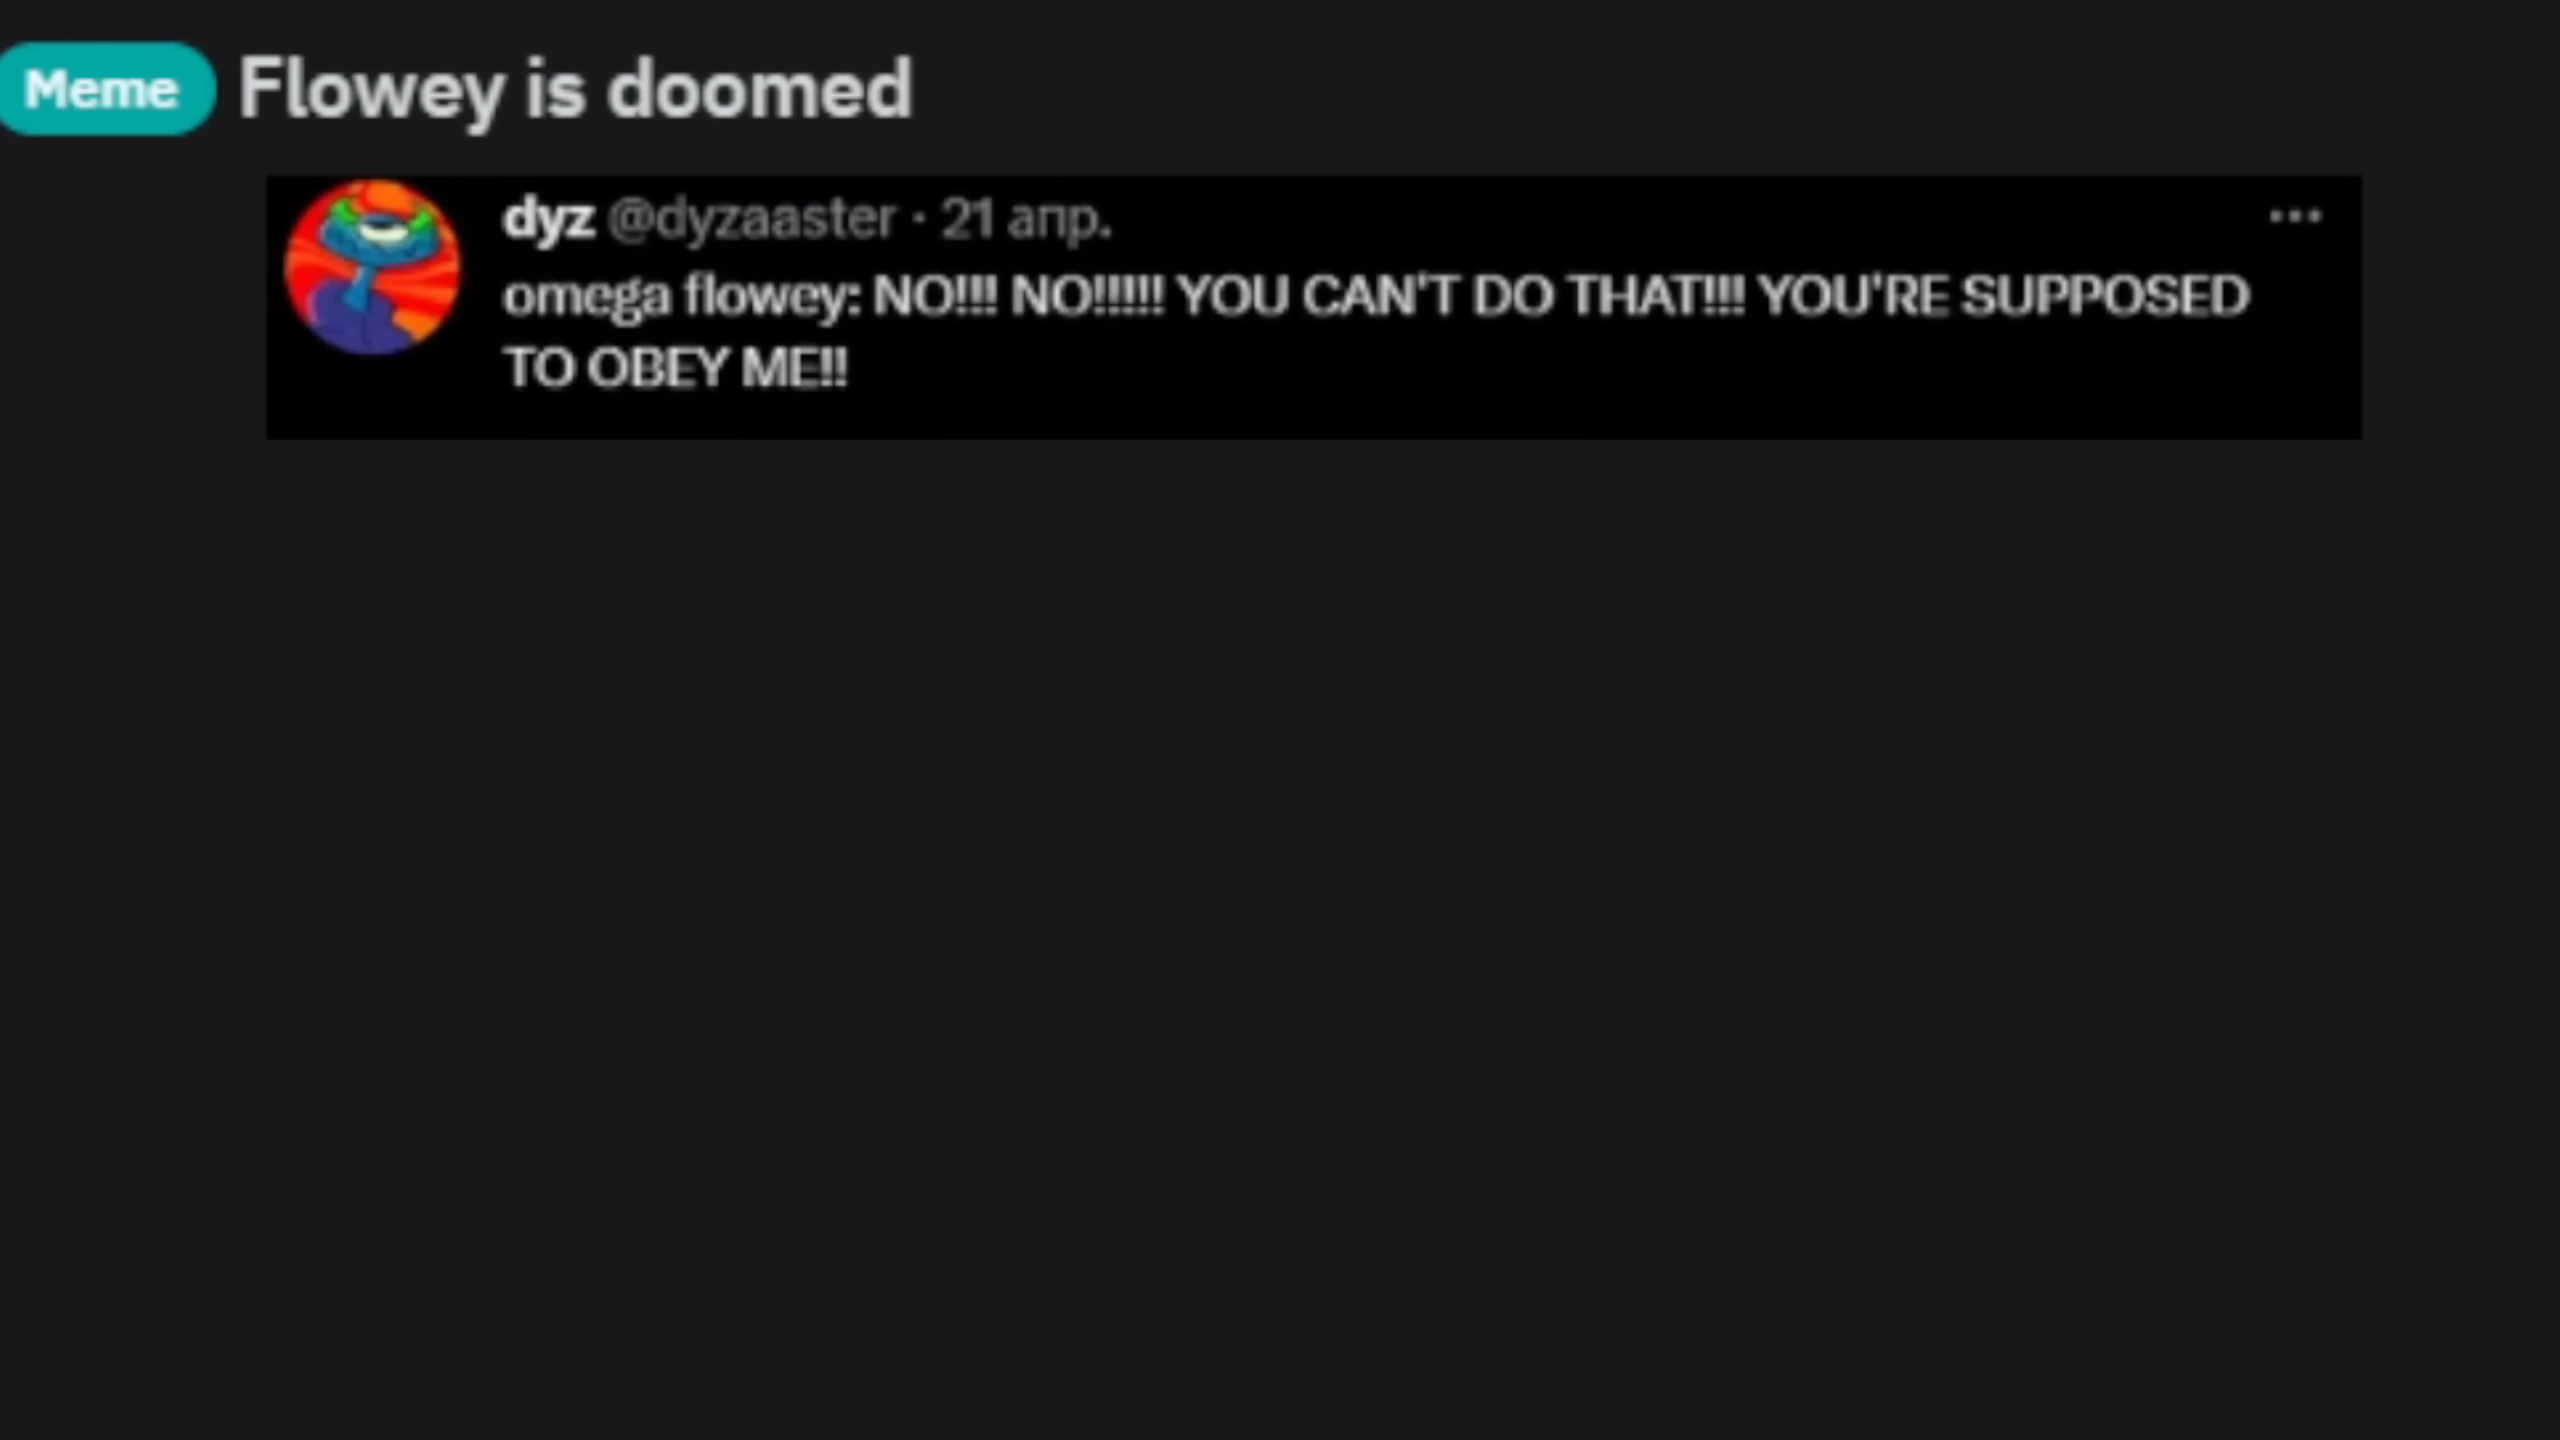 Meme Flowey is doomed
dyz @dyzaaster · 21 апр.
omega flowey: NO!!! NO!!!!! YOU CAN'T DO THAT!!! YOU'RE SUPPOSED
TO OBEY ME!!